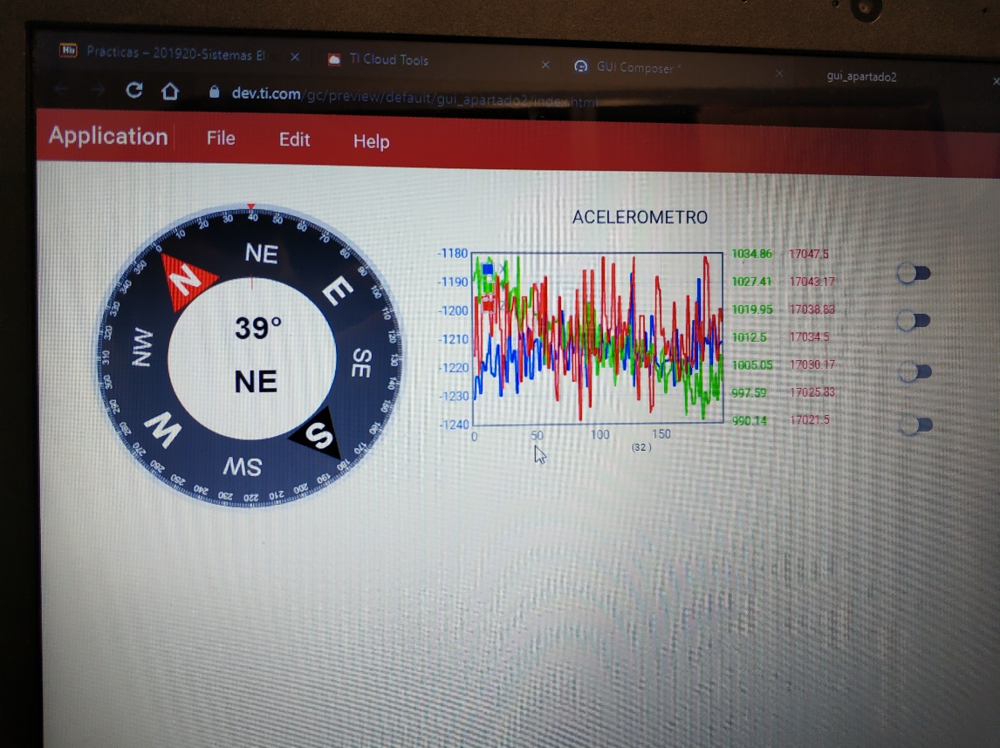 Prácticas – 201920-Sistemas El
TI Cloud Tools
GUI Composer *
gui_apartado2
dev.ti.com/gc/preview/default/gui_apartado2/index.html
Application File Edit Help
ACELEROMETRO
0 10 20 30 40 50 60 70 80 90 100 110 120 130 140 150 160 170 180 190 200 210 220 230 240 250 260 270 280 290 300 310 320 330 340 350
N NE E SE S SW W NW
39°
NE
-1180 1034.86 17047.5
-1190 1027.41 17043.17
-1200 1019.95 17038.83
-1210 1012.5 17034.5
-1220 1005.05 17030.17
-1230 997.59 17025.83
-1240 990.14 17021.5
0 50 100 150
(32)